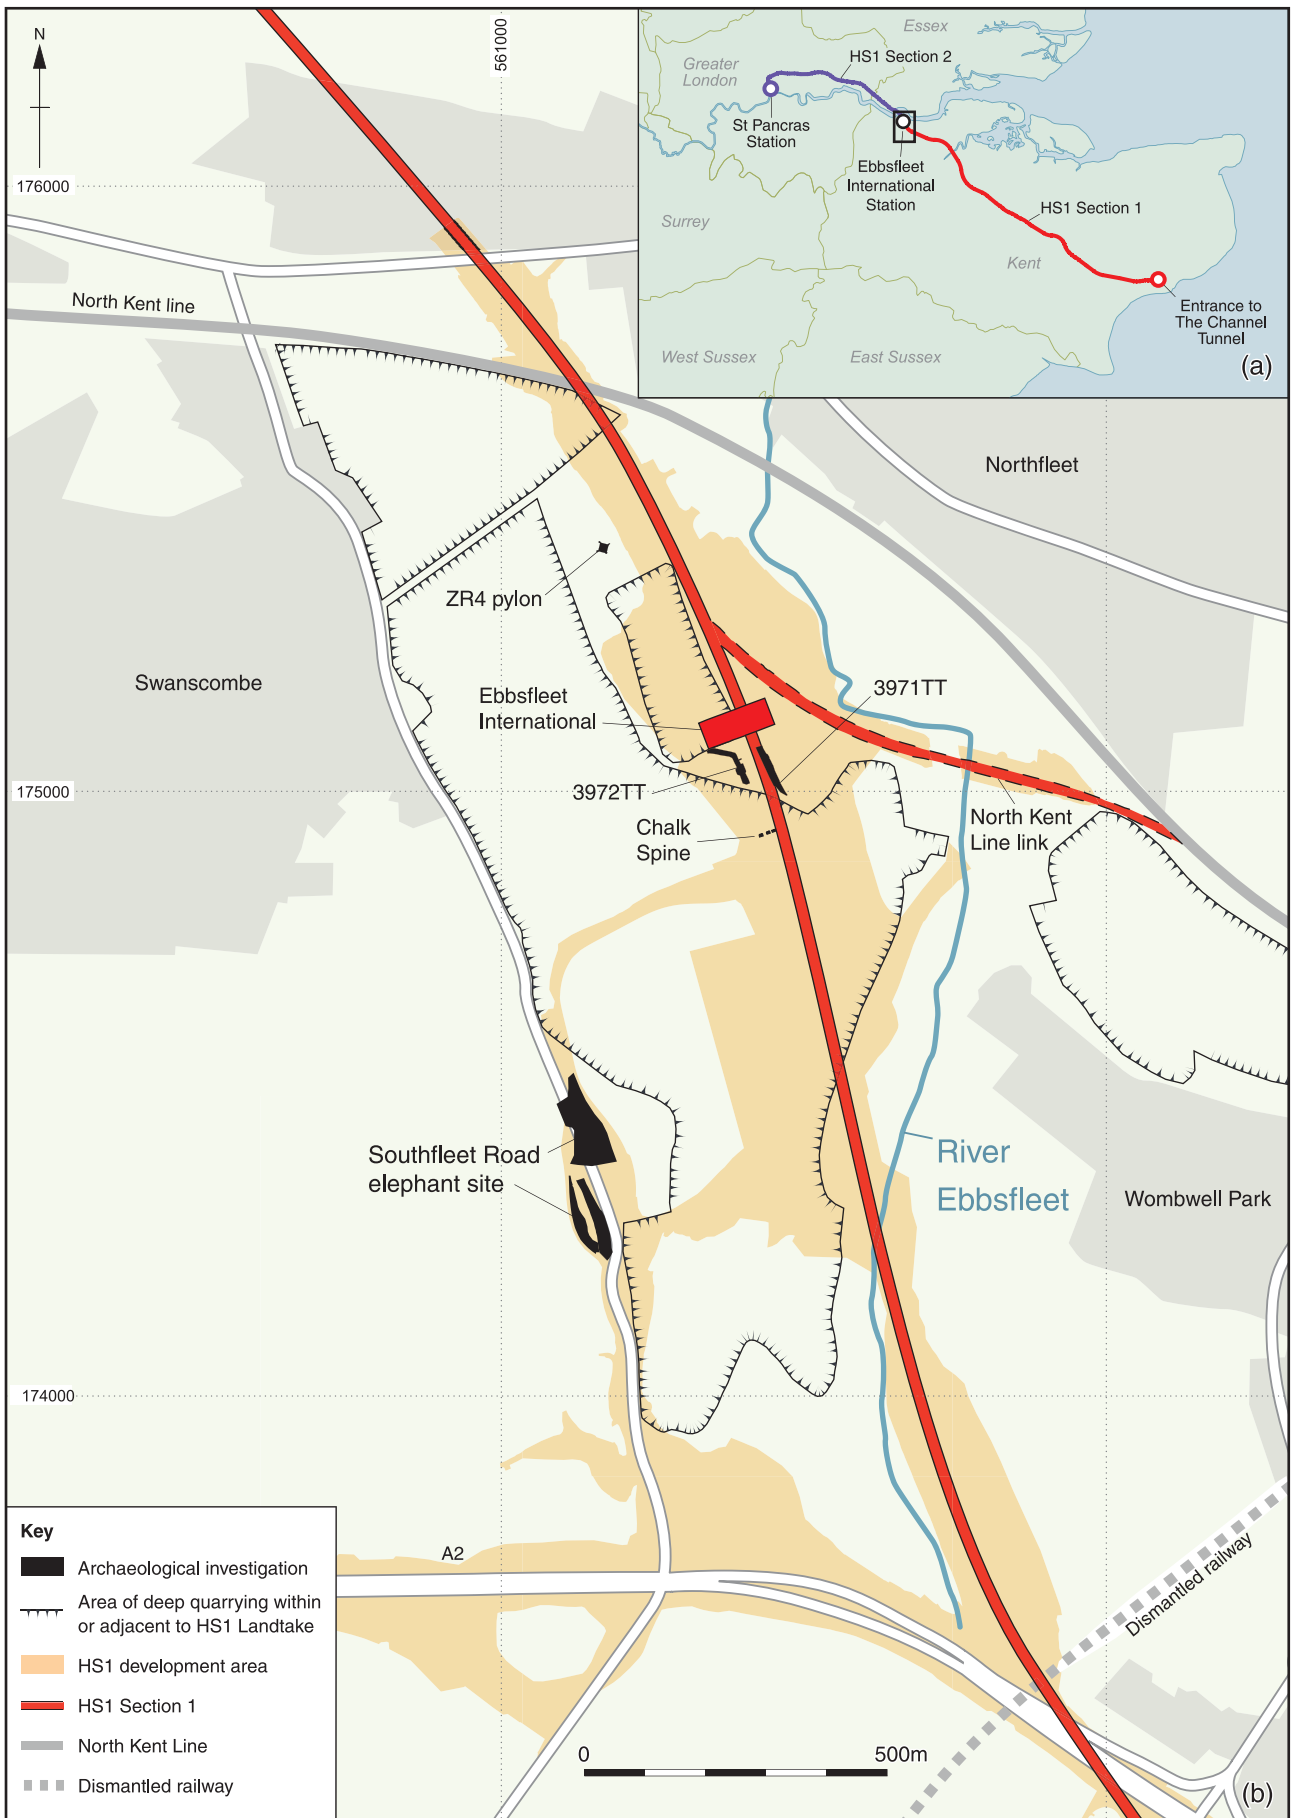 N
561000
176000
North Kent line
Essex
Greater
London
HS1 Section 2
St Pancras
Station
Ebbsfleet
International
Station
HS1 Section 1
Surrey
Kent
West Sussex
East Sussex
Entrance to
The Channel
Tunnel
(a)
Northfleet
ZR4 pylon
Swanscombe
Ebbsfleet
International
3971TT
175000
3972TT
Chalk
Spine
North Kent
Line link
Southfleet Road
elephant site
River
Ebbsfleet
Wombwell Park
174000
A2
Dismantled railway
Key
Archaeological investigation
Area of deep quarrying within
or adjacent to HS1 Landtake
HS1 development area
HS1 Section 1
North Kent Line
Dismantled railway
0
500m
(b)